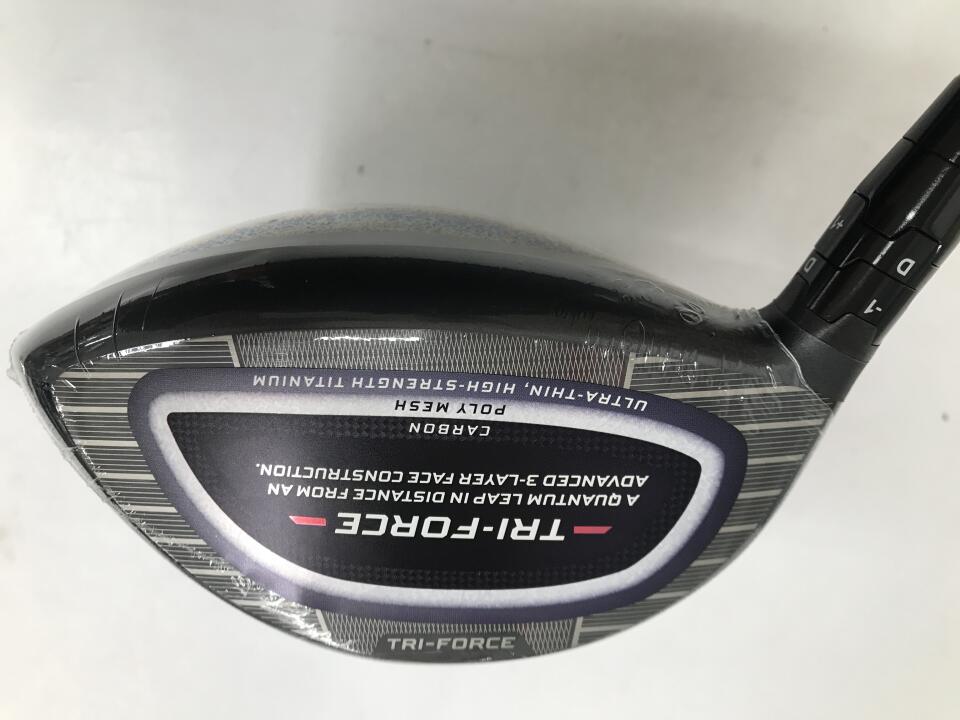 TRI-FORCE
A QUANTUM LEAP IN DISTANCE FROM AN
ADVANCED 3-LAYER FACE CONSTRUCTION.
CARBON
POLY MESH
ULTRA-THIN, HIGH-STRENGTH TITANIUM
TRI-FORCE
+
D
D
-1